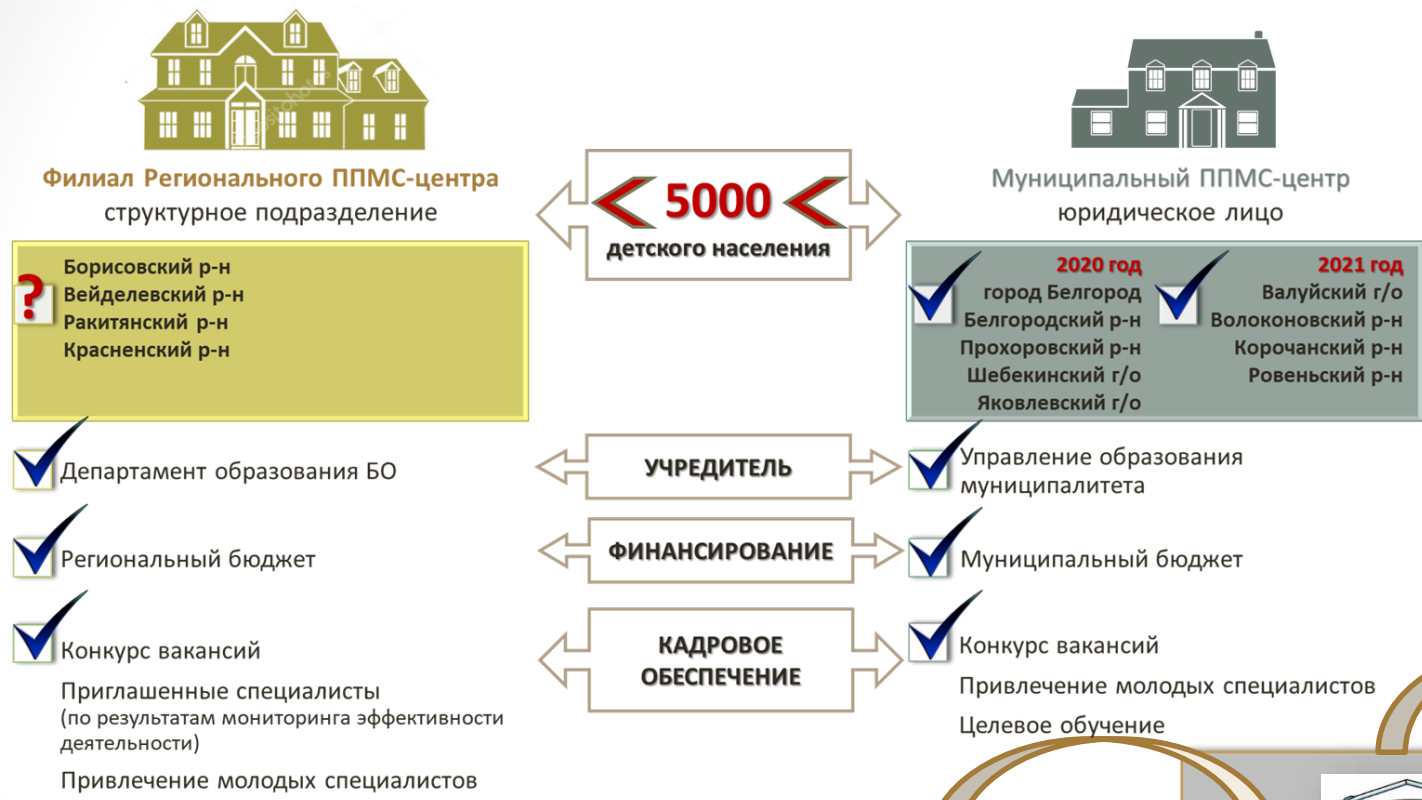 Филиал Регионального ППМС-центра
структурное подразделение
? Борисовский р-н
Вейделевский р-н
Ракитянский р-н
Красненский р-н
< 5000 <
детского населения
Муниципальный ППМС-центр
юридическое лицо
2020 год
город Белгород
Белгородский р-н
Прохоровский р-н
Шебекинский г/о
Яковлевский г/о
2021 год
Валуйский г/о
Волоконовский р-н
Корочанский р-н
Ровеньский р-н
Департамент образования БО
УЧРЕДИТЕЛЬ
Управление образования
муниципалитета
Региональный бюджет
ФИНАНСИРОВАНИЕ
Муниципальный бюджет
Конкурс вакансий
Приглашенные специалисты
(по результатам мониторинга эффективности
деятельности)
Привлечение молодых специалистов
КАДРОВОЕ
ОБЕСПЕЧЕНИЕ
Конкурс вакансий
Привлечение молодых специалистов
Целевое обучение